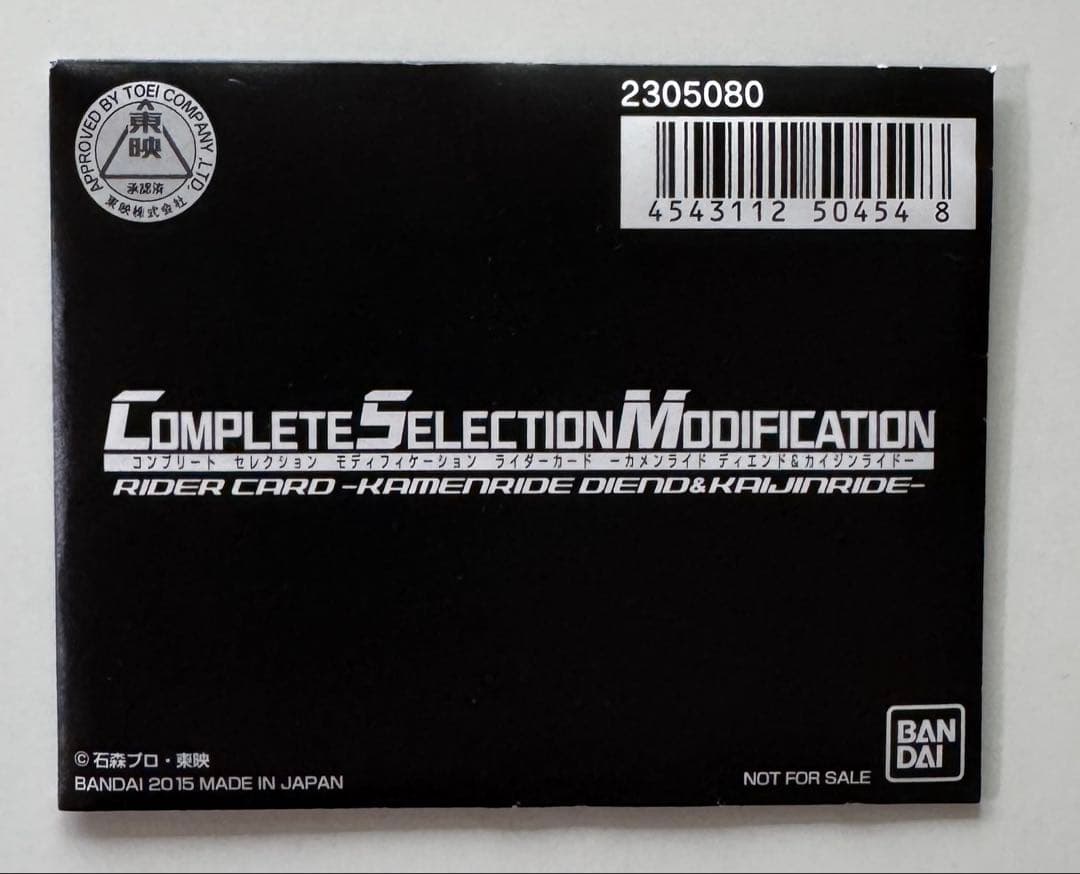 APPROVED BY TOEI COMPANY, LTD.
東映
承認済
東映株式会社
2305080
4543112 50454 8
COMPLETE SELECTION MODIFICATION
コンプリート セレクション モディフィケーション ライダーカード −カメンライド ディエンド&カイジンライド−
RIDER CARD -KAMENRIDE DIEND&KAIJINRIDE-
©石森プロ・東映
BANDAI 2015 MADE IN JAPAN
NOT FOR SALE
BAN
DAI